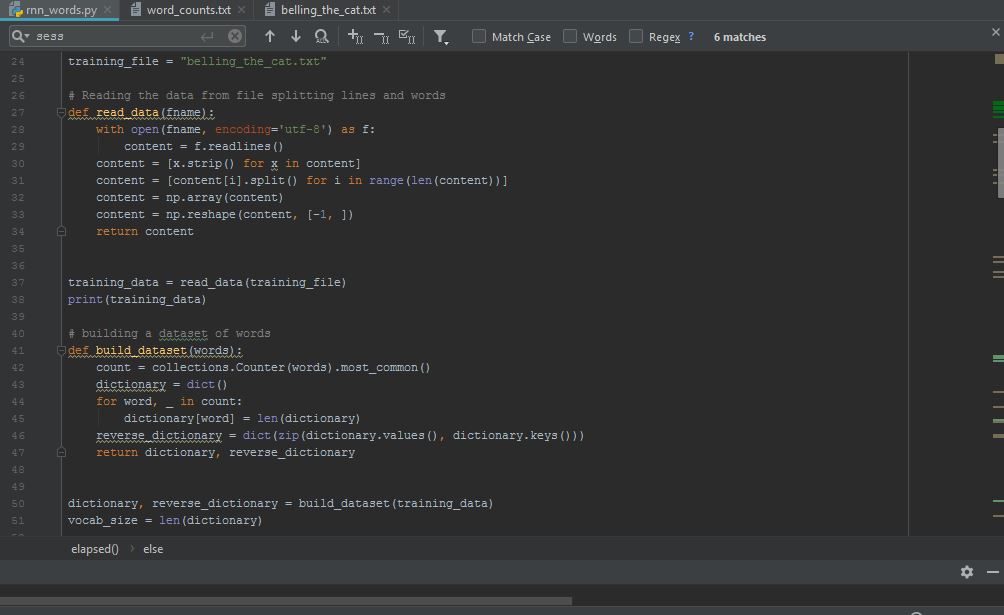 rnn_words.py word_counts.txt belling_the_cat.txt
sess Match Case Words Regex ? 6 matches
24 training_file = "belling_the_cat.txt"
25
26 # Reading the data from file splitting lines and words
27 def read_data(fname):
28 with open(fname, encoding='utf-8') as f:
29 content = f.readlines()
30 content = [x.strip() for x in content]
31 content = [content[i].split() for i in range(len(content))]
32 content = np.array(content)
33 content = np.reshape(content, [-1, ])
34 return content
35
36
37 training_data = read_data(training_file)
38 print(training_data)
39
40 # building a dataset of words
41 def build_dataset(words):
42 count = collections.Counter(words).most_common()
43 dictionary = dict()
44 for word, _ in count:
45 dictionary[word] = len(dictionary)
46 reverse_dictionary = dict(zip(dictionary.values(), dictionary.keys()))
47 return dictionary, reverse_dictionary
48
49
50 dictionary, reverse_dictionary = build_dataset(training_data)
51 vocab_size = len(dictionary)
elapsed() › else